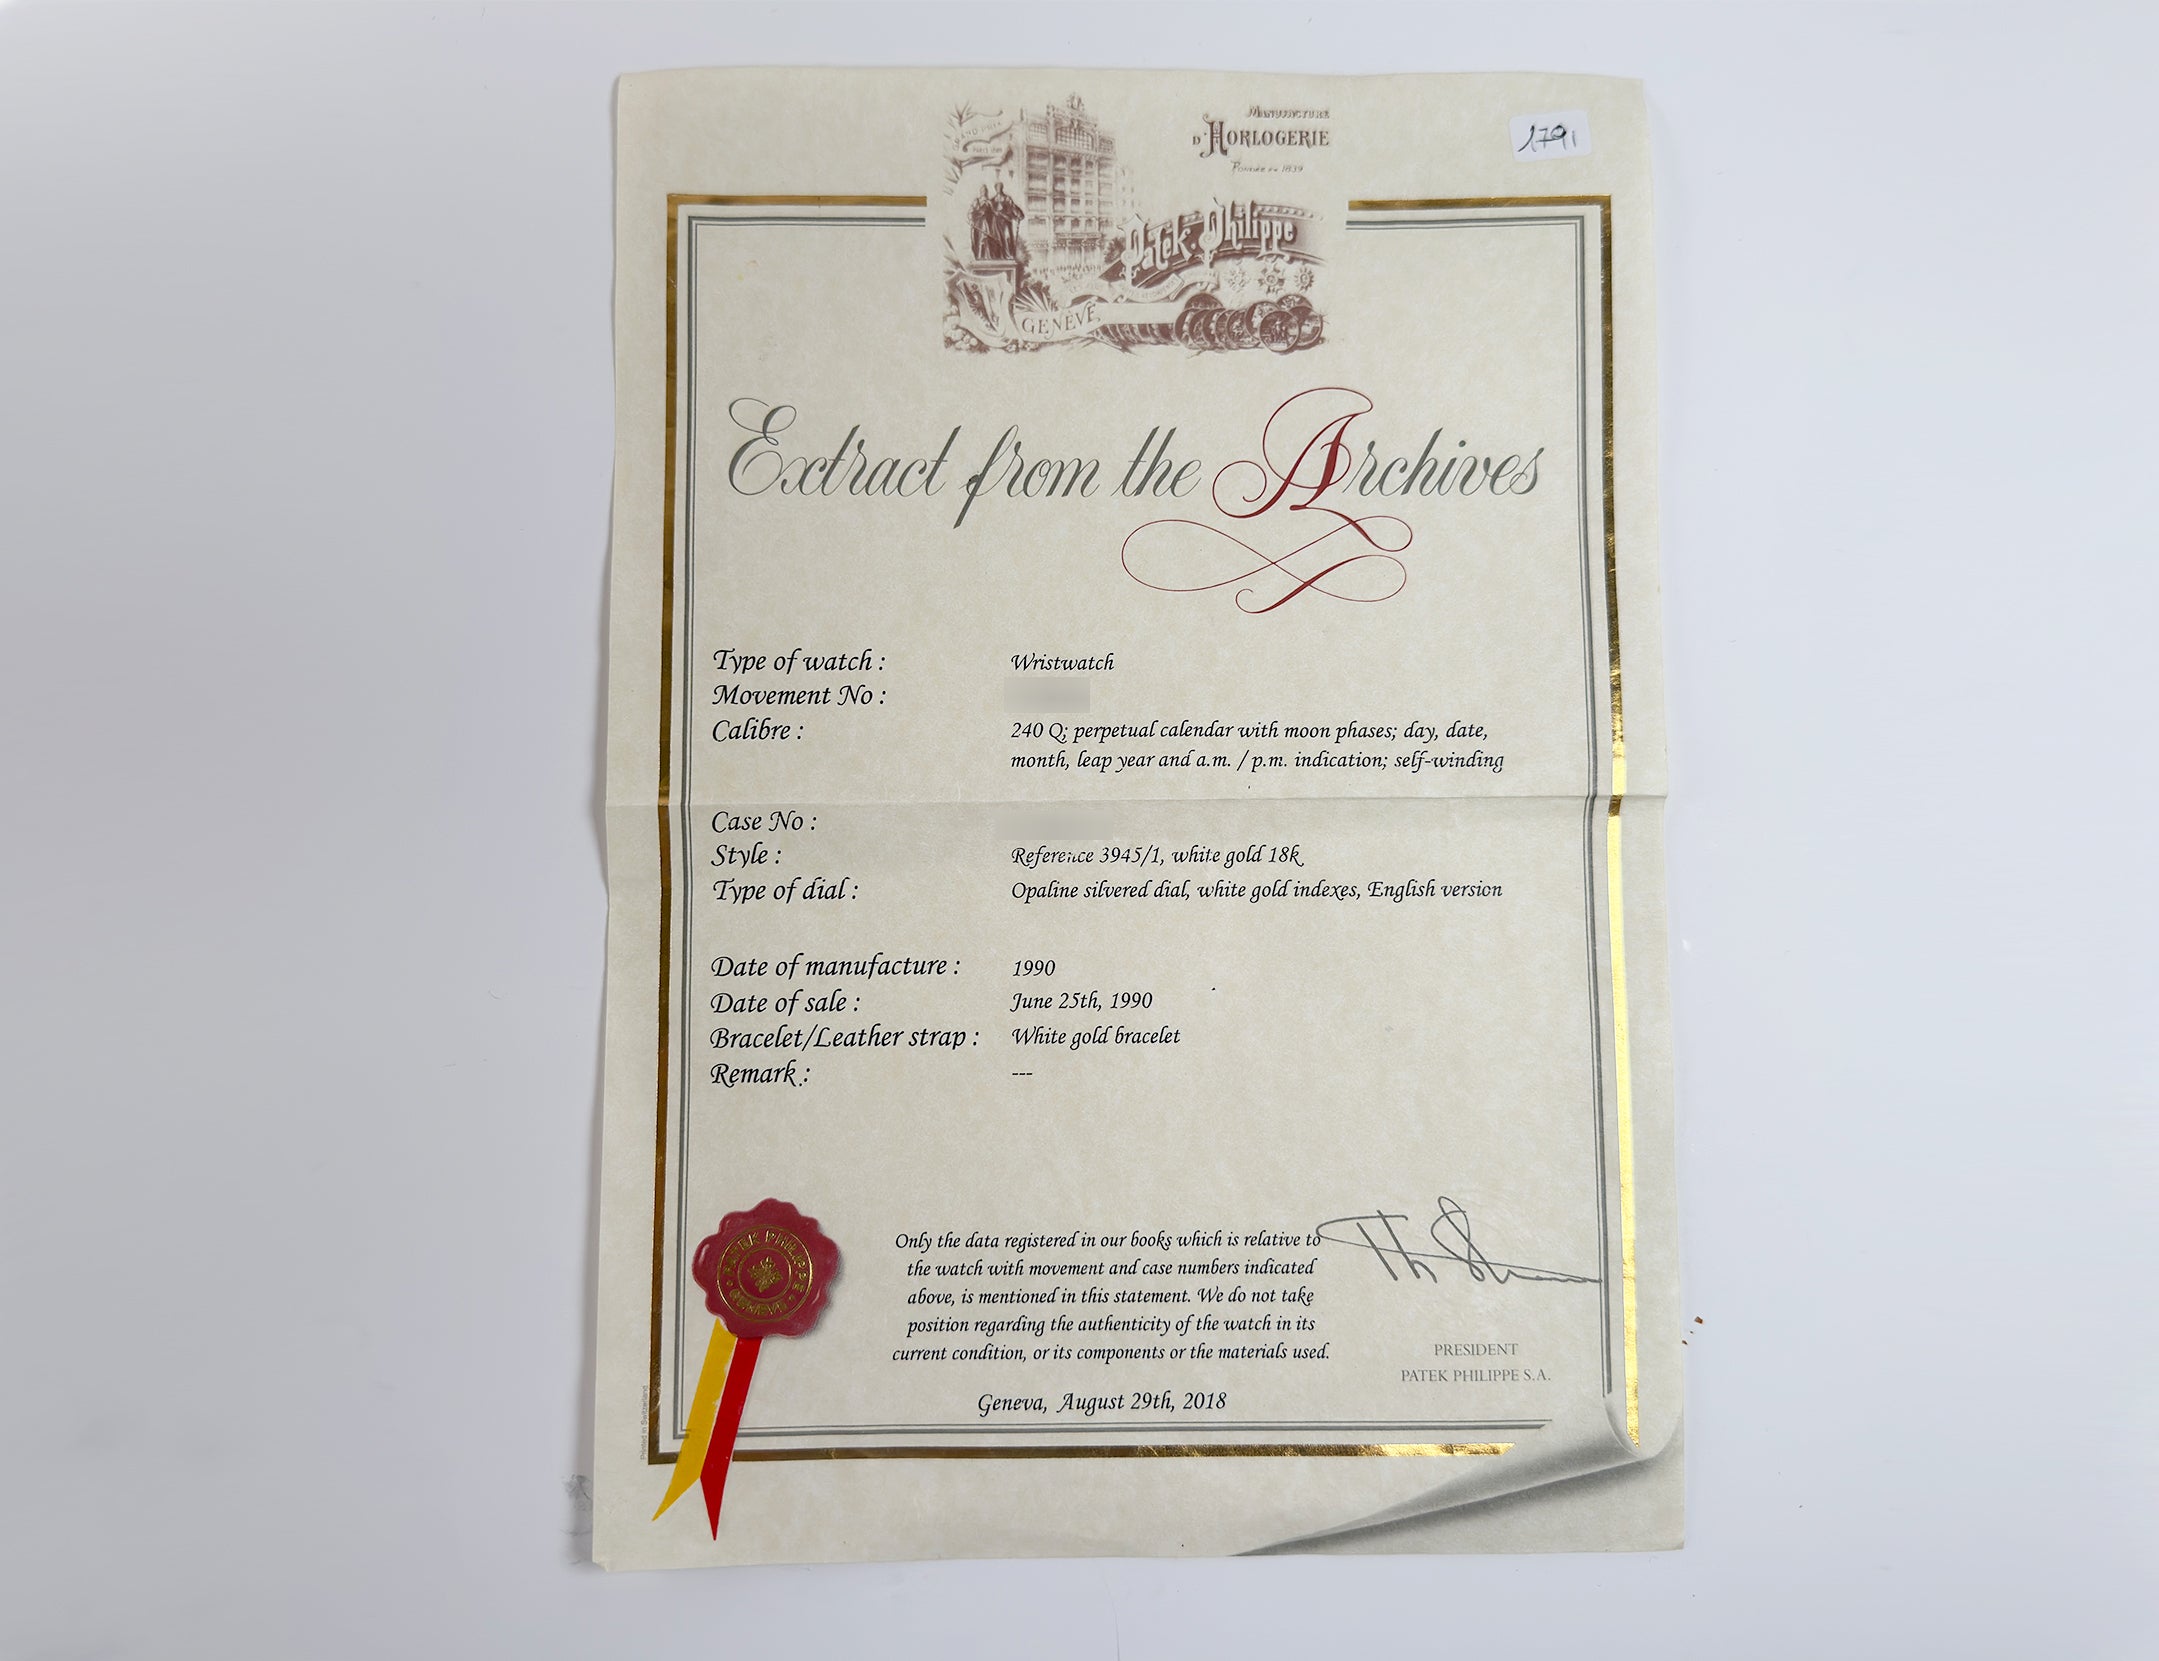 MANUFACTURE
D'HORLOGERIE
FONDÉE EN 1839
1791
GRAND PRIX
Patek Philippe
GENÈVE
Extract from the Archives
Type of watch : Wristwatch
Movement No :
Calibre : 240 Q; perpetual calendar with moon phases; day, date,
month, leap year and a.m. / p.m. indication; self-winding
Case No :
Style : Reference 3945/1, white gold 18k
Type of dial : Opaline silvered dial, white gold indexes, English version
Date of manufacture : 1990
Date of sale : June 25th, 1990
Bracelet/Leather strap : White gold bracelet
Remark : ---
PATEK PHILIPPE
GENEVE
Only the data registered in our books which is relative to
the watch with movement and case numbers indicated
above, is mentioned in this statement. We do not take
position regarding the authenticity of the watch in its
current condition, or its components or the materials used.
PRESIDENT
PATEK PHILIPPE S.A.
Geneva, August 29th, 2018
Printed in Switzerland